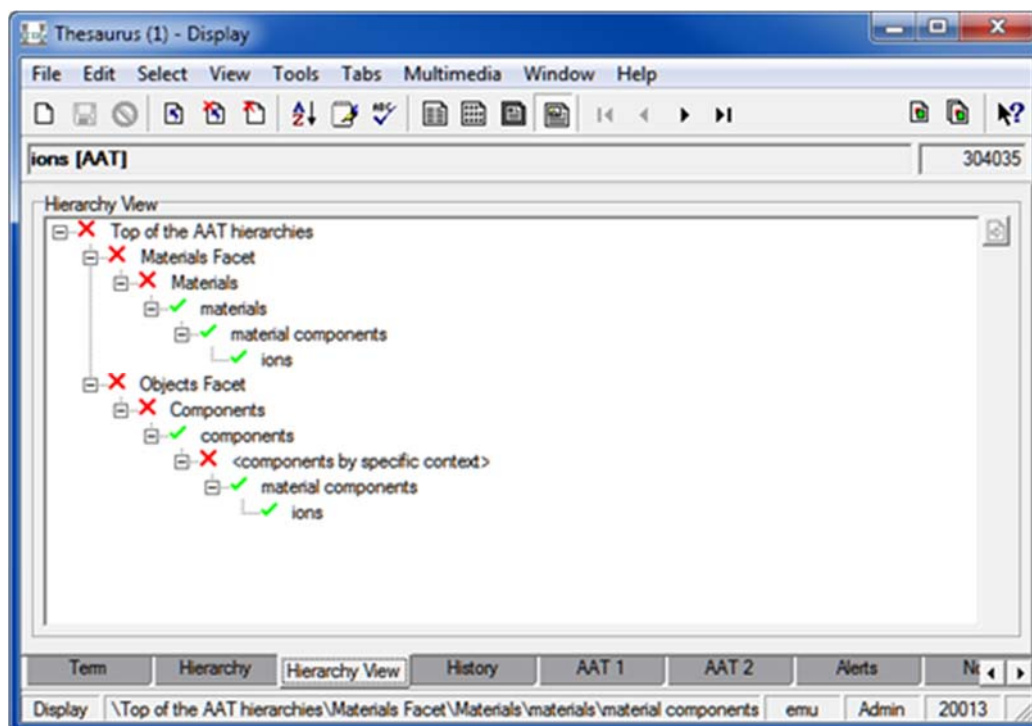 Thesaurus (1) - Display
File Edit Select View Tools Tabs Multimedia Window Help
ions [AAT] 304035
Hierarchy View
Top of the AAT hierarchies
Materials Facet
Materials
materials
material components
ions
Objects Facet
Components
components
<components by specific context>
material components
ions
Term Hierarchy Hierarchy View History AAT 1 AAT 2 Alerts
Display \Top of the AAT hierarchies\Materials Facet\Materials\materials\material components emu Admin 20013